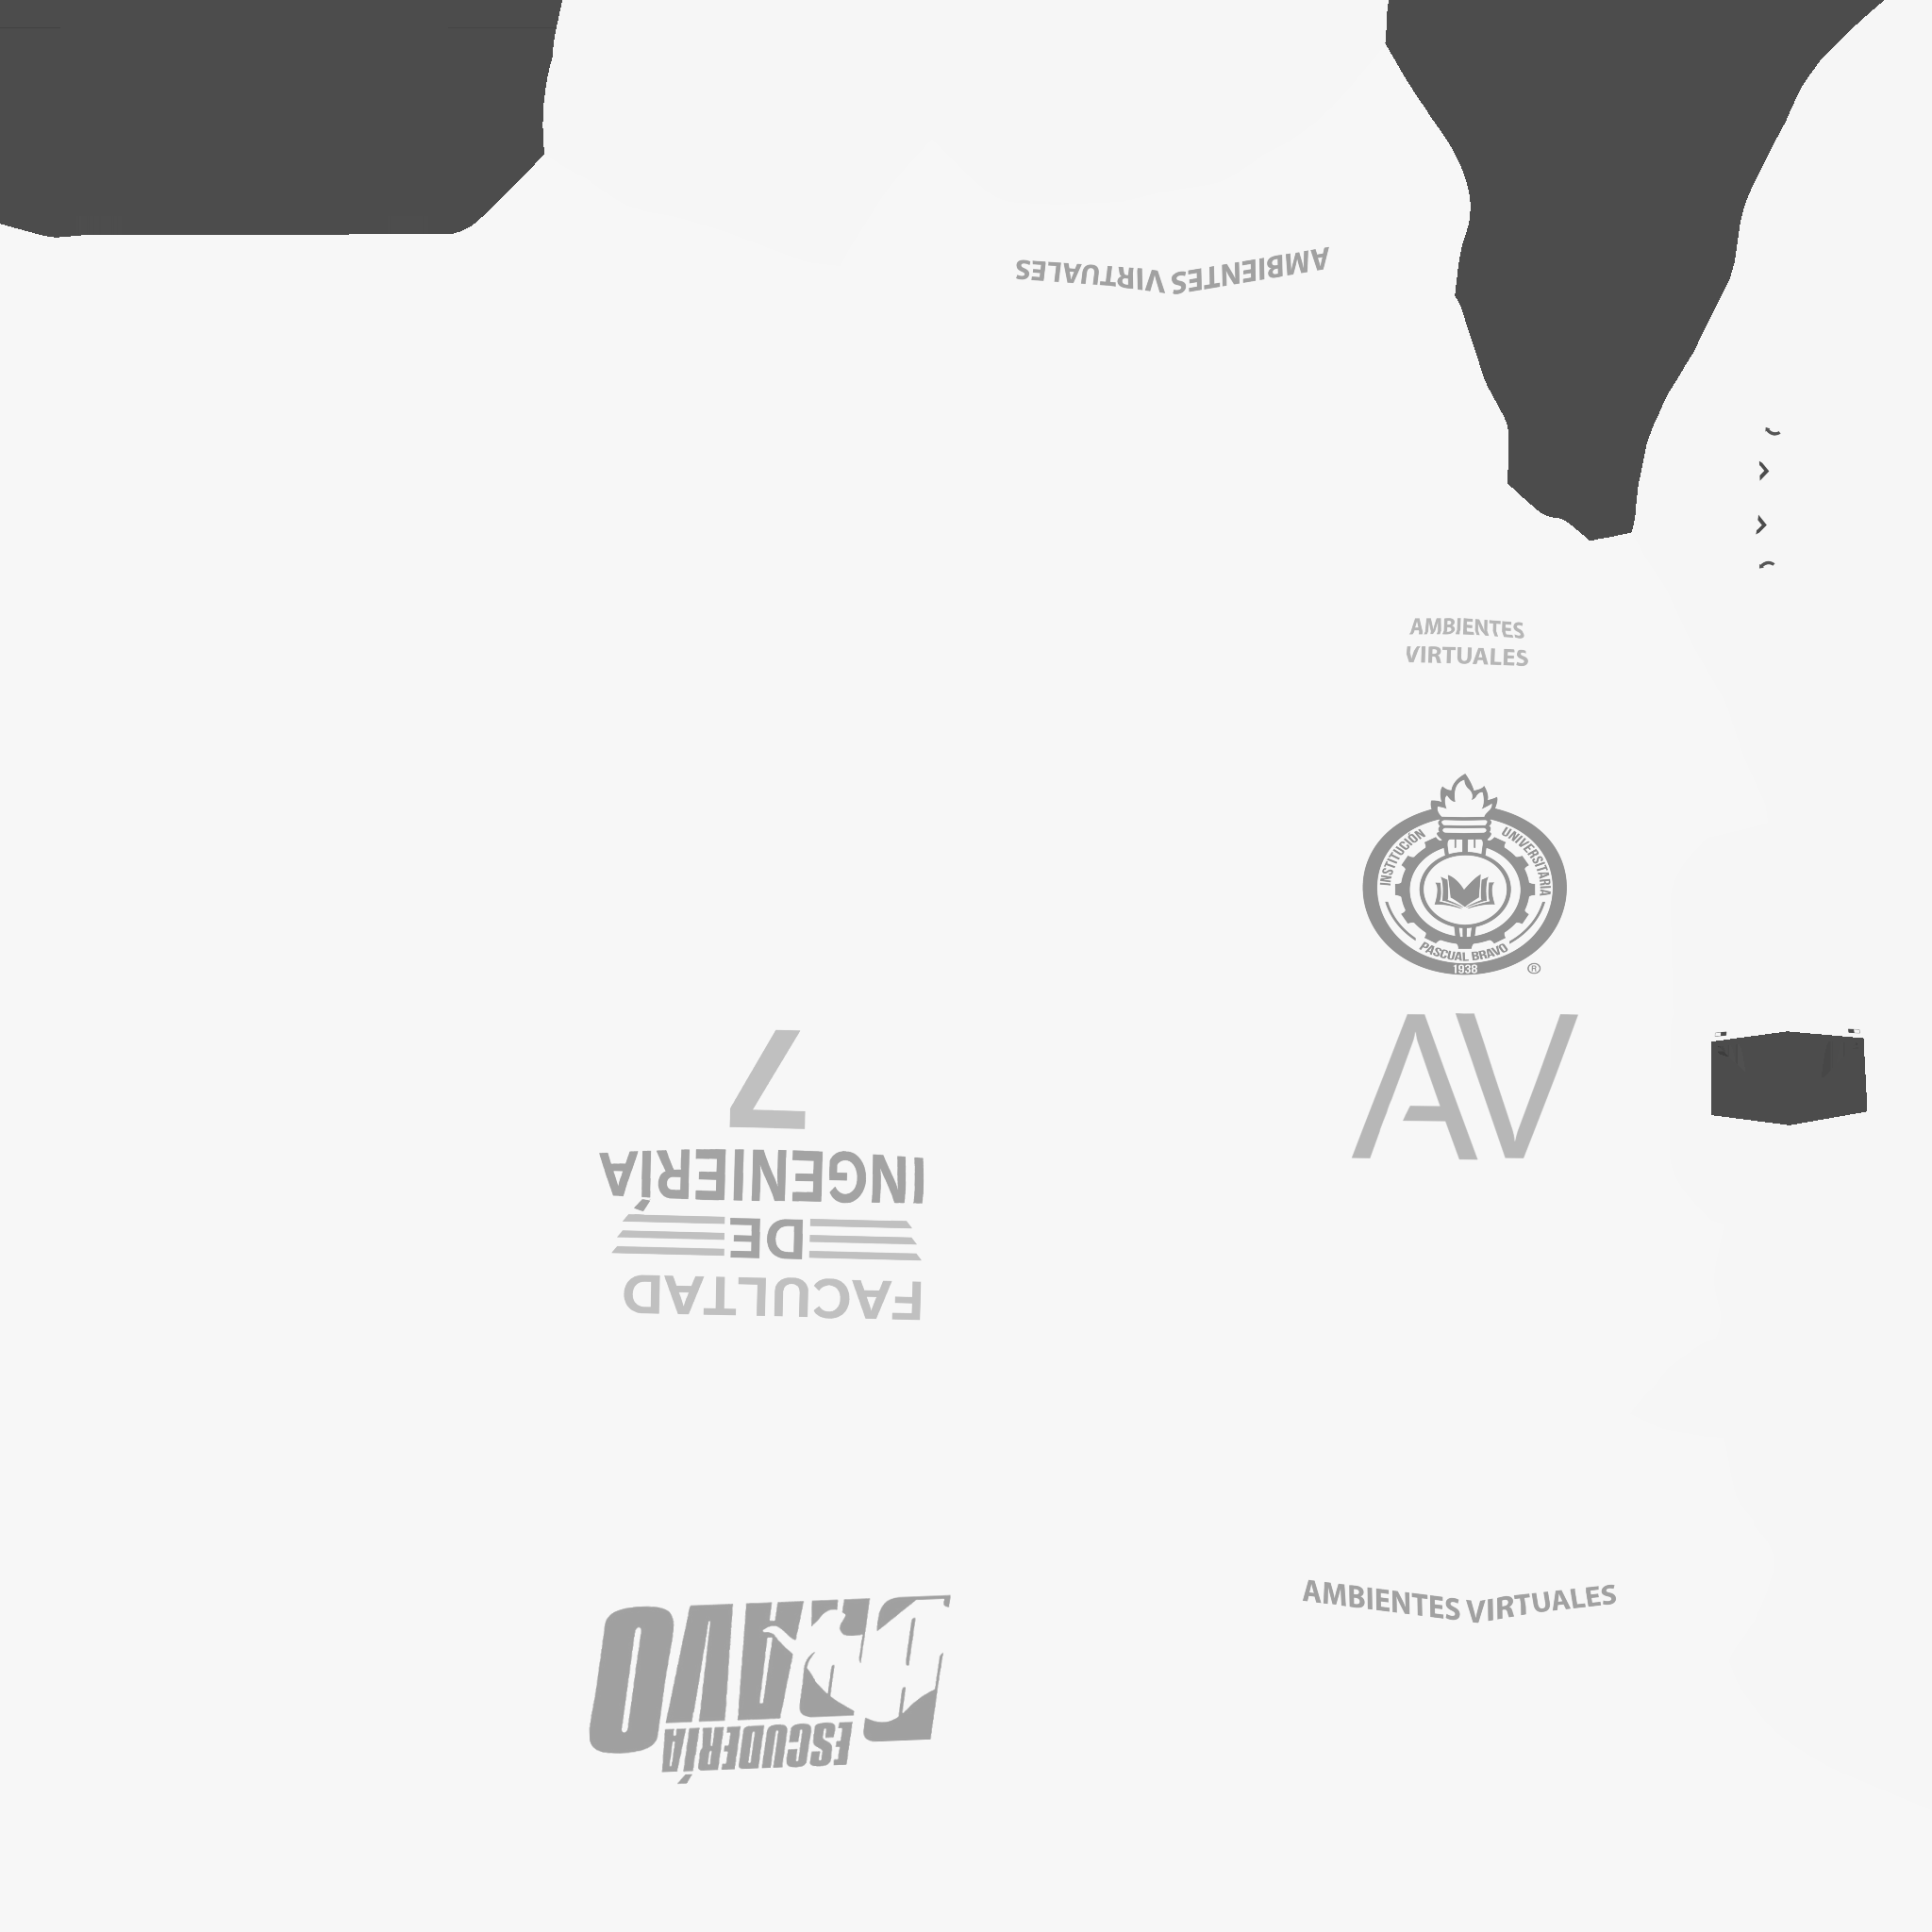 AMBIENTES VIRTUALES
AMBIENTES
VIRTUALES
INSTITUCIÓN UNIVERSITARIA
PASCUAL BRAVO
1938
®
AV
FACULTAD
DE
INGENIERÍA
7
AMBIENTES VIRTUALES
ESCUDERÍA
BRAVO